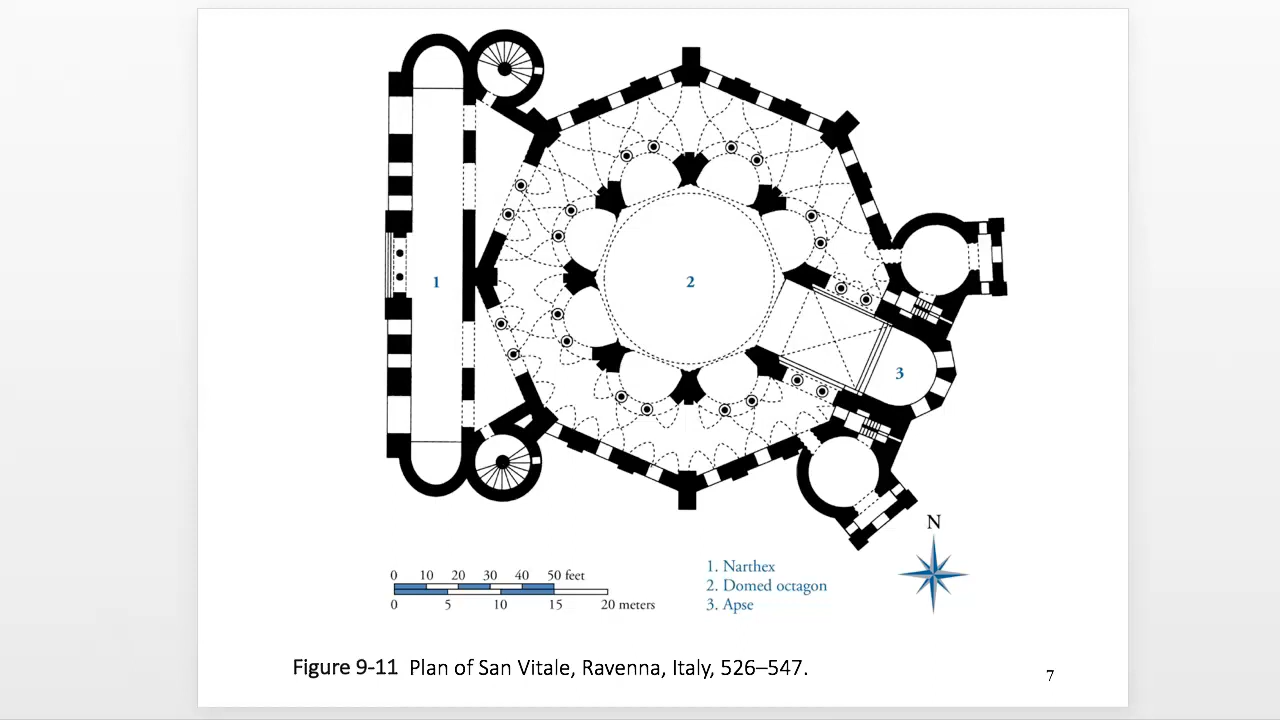 1
2
3
N
0 10 20 30 40 50 feet
0 5 10 15 20 meters
1. Narthex
2. Domed octagon
3. Apse
Figure 9-11 Plan of San Vitale, Ravenna, Italy, 526–547.
7